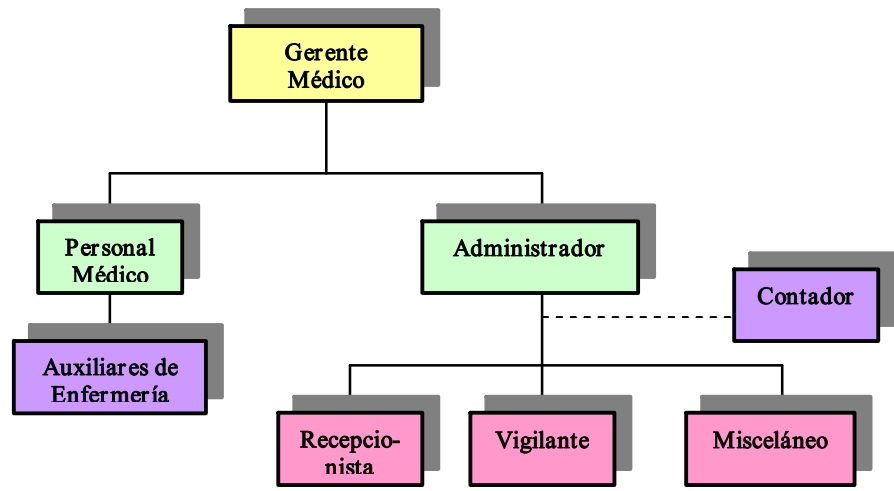 Gerente
Médico
Personal
Médico
Administrador
Contador
Auxiliares de
Enfermería
Recepcio-
nista
Vigilante
Misceláneo